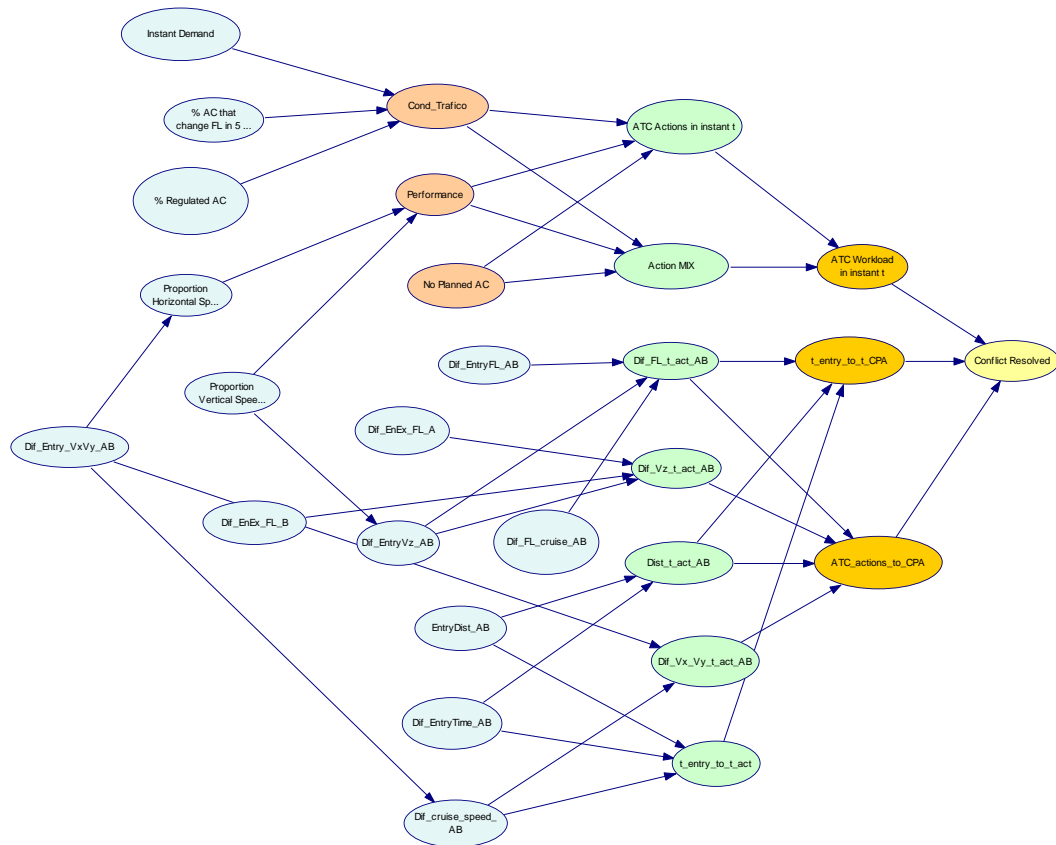 Instant Demand
% AC that
change FL in 5 ...
Cond_Trafico
ATC Actions in instant t
% Regulated AC
Performance
No Planned AC
Action MIX
ATC Workload
in instant t
Proportion
Horizontal Sp...
Dif_EntryFL_AB
Dif_FL_t_act_AB
t_entry_to_t_CPA
Conflict Resolved
Proportion
Vertical Spee...
Dif_EnEx_FL_A
Dif_Entry_VxVy_AB
Dif_Vz_t_act_AB
Dif_EnEx_FL_B
Dif_EntryVz_AB
Dif_FL_cruise_AB
Dist_t_act_AB
ATC_actions_to_CPA
EntryDist_AB
Dif_Vx_Vy_t_act_AB
Dif_EntryTime_AB
t_entry_to_t_act
Dif_cruise_speed_
AB